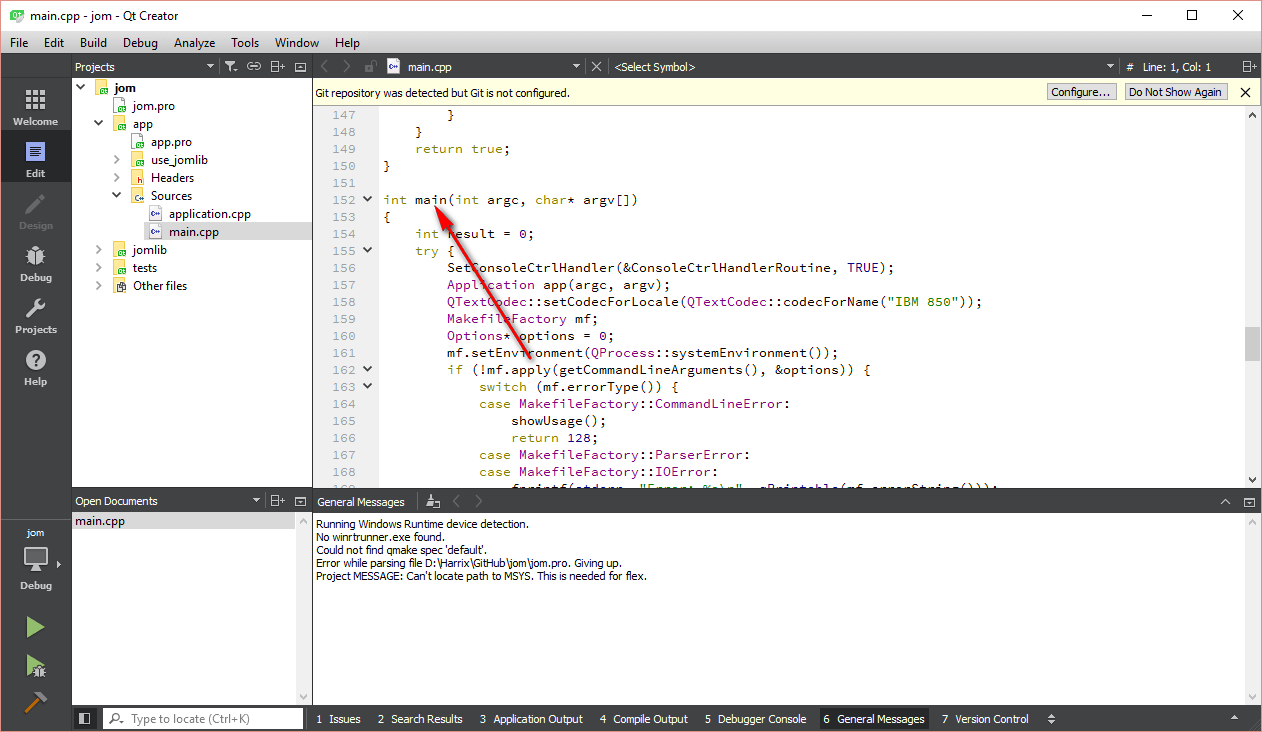 main.cpp - jom - Qt Creator
File Edit Build Debug Analyze Tools Window Help
Projects
main.cpp
<Select Symbol>
# Line: 1, Col: 1
Git repository was detected but Git is not configured.
Configure...
Do Not Show Again
Welcome
Edit
Design
Debug
Projects
Help
jom
jom.pro
app
app.pro
use_jomlib
Headers
Sources
application.cpp
main.cpp
jomlib
tests
Other files
147 }
148 }
149 return true;
150 }
151
152 int main(int argc, char* argv[])
153 {
154 int result = 0;
155 try {
156 SetConsoleCtrlHandler(&ConsoleCtrlHandlerRoutine, TRUE);
157 Application app(argc, argv);
158 QTextCodec::setCodecForLocale(QTextCodec::codecForName("IBM 850"));
159 MakefileFactory mf;
160 Options* options = 0;
161 mf.setEnvironment(QProcess::systemEnvironment());
162 if (!mf.apply(getCommandLineArguments(), &options)) {
163 switch (mf.errorType()) {
164 case MakefileFactory::CommandLineError:
165 showUsage();
166 return 128;
167 case MakefileFactory::ParserError:
168 case MakefileFactory::IOError:
169 fprintf(stderr, "Error: %s\n", qPrintable(mf.errorString()));
Open Documents
main.cpp
General Messages
Running Windows Runtime device detection.
No winrtrunner.exe found.
Could not find qmake spec 'default'.
Error while parsing file D:\Harrix\GitHub\jom\jom.pro. Giving up.
Project MESSAGE: Can't locate path to MSYS. This is needed for flex.
jom
Debug
Type to locate (Ctrl+K)
1 Issues 2 Search Results 3 Application Output 4 Compile Output 5 Debugger Console 6 General Messages 7 Version Control